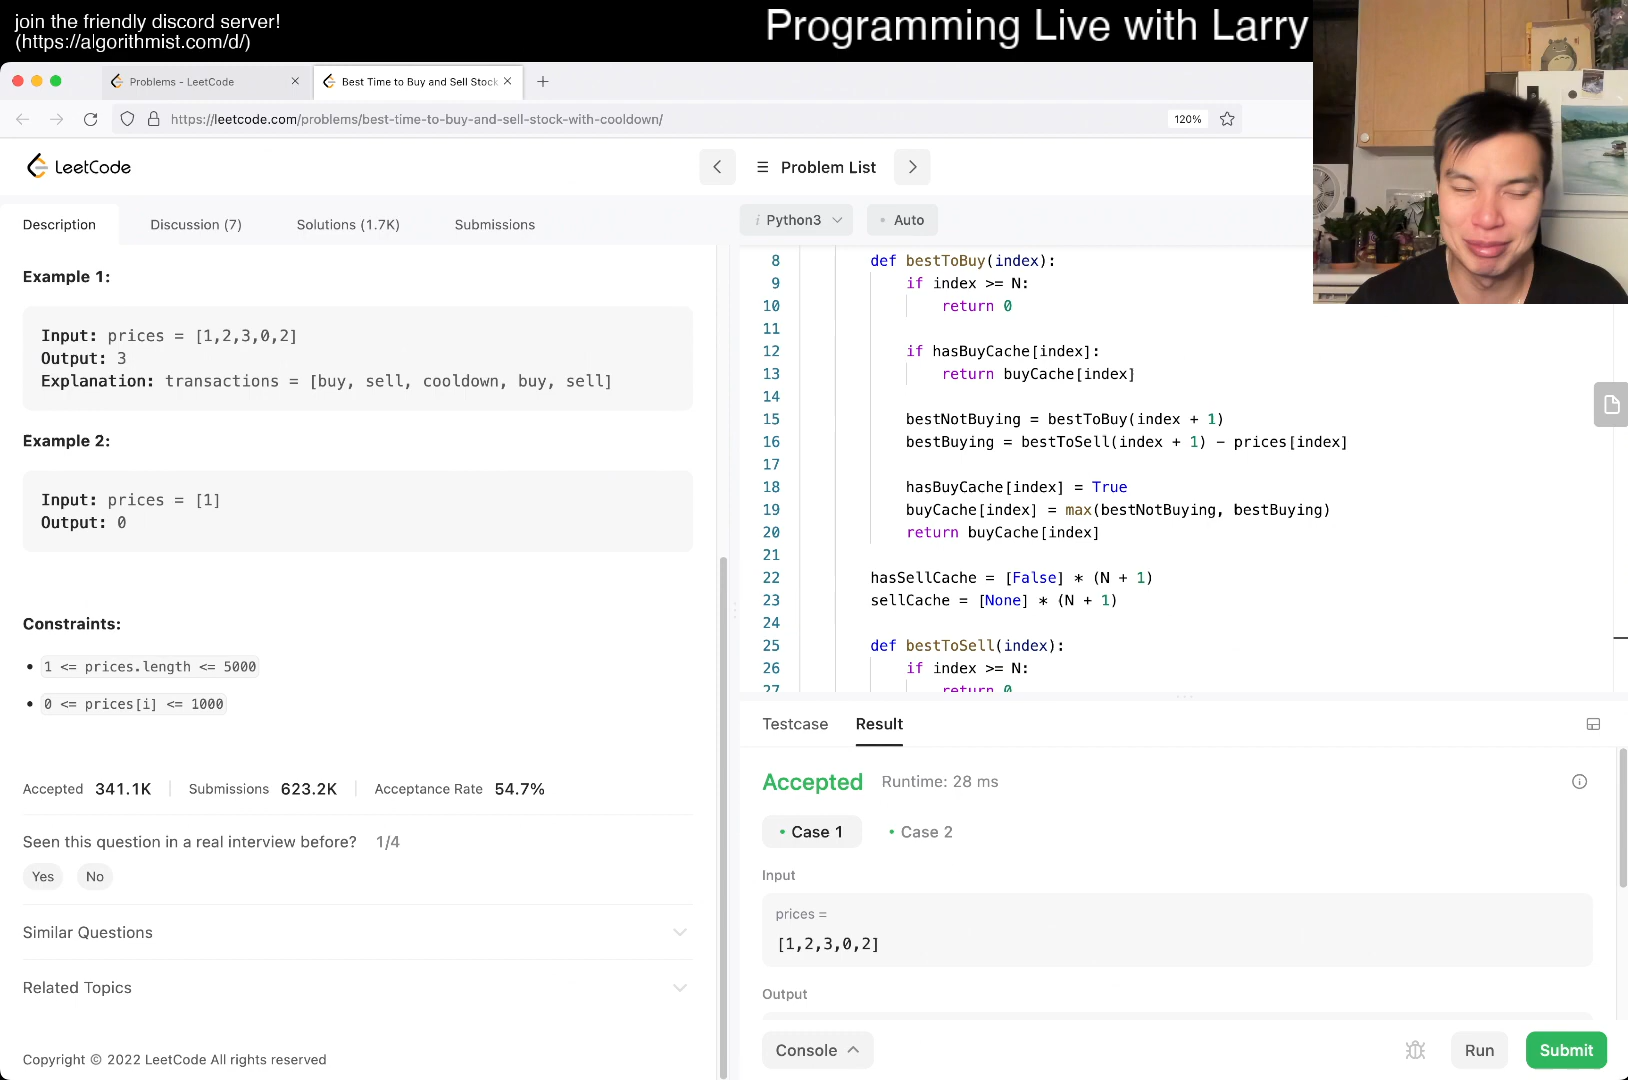 join the friendly discord server!
(https://algorithmist.com/d/)
Programming Live with Larry
Problems - LeetCode
Best Time to Buy and Sell Stock
https://leetcode.com/problems/best-time-to-buy-and-sell-stock-with-cooldown/
120%
LeetCode
Problem List
Description
Discussion (7)
Solutions (1.7K)
Submissions
i Python3
• Auto
Example 1:
Input: prices = [1,2,3,0,2]
Output: 3
Explanation: transactions = [buy, sell, cooldown, buy, sell]
Example 2:
Input: prices = [1]
Output: 0
Constraints:
• 1 <= prices.length <= 5000
• 0 <= prices[i] <= 1000
Accepted 341.1K
Submissions 623.2K
Acceptance Rate 54.7%
Seen this question in a real interview before? 1/4
Yes
No
Similar Questions
Related Topics
Copyright © 2022 LeetCode All rights reserved
8 def bestToBuy(index):
9 if index >= N:
10 return 0
11
12 if hasBuyCache[index]:
13 return buyCache[index]
14
15 bestNotBuying = bestToBuy(index + 1)
16 bestBuying = bestToSell(index + 1) - prices[index]
17
18 hasBuyCache[index] = True
19 buyCache[index] = max(bestNotBuying, bestBuying)
20 return buyCache[index]
21
22 hasSellCache = [False] * (N + 1)
23 sellCache = [None] * (N + 1)
24
25 def bestToSell(index):
26 if index >= N:
27 return 0
Testcase
Result
Accepted
Runtime: 28 ms
• Case 1
• Case 2
Input
prices =
[1,2,3,0,2]
Output
Console
Run
Submit